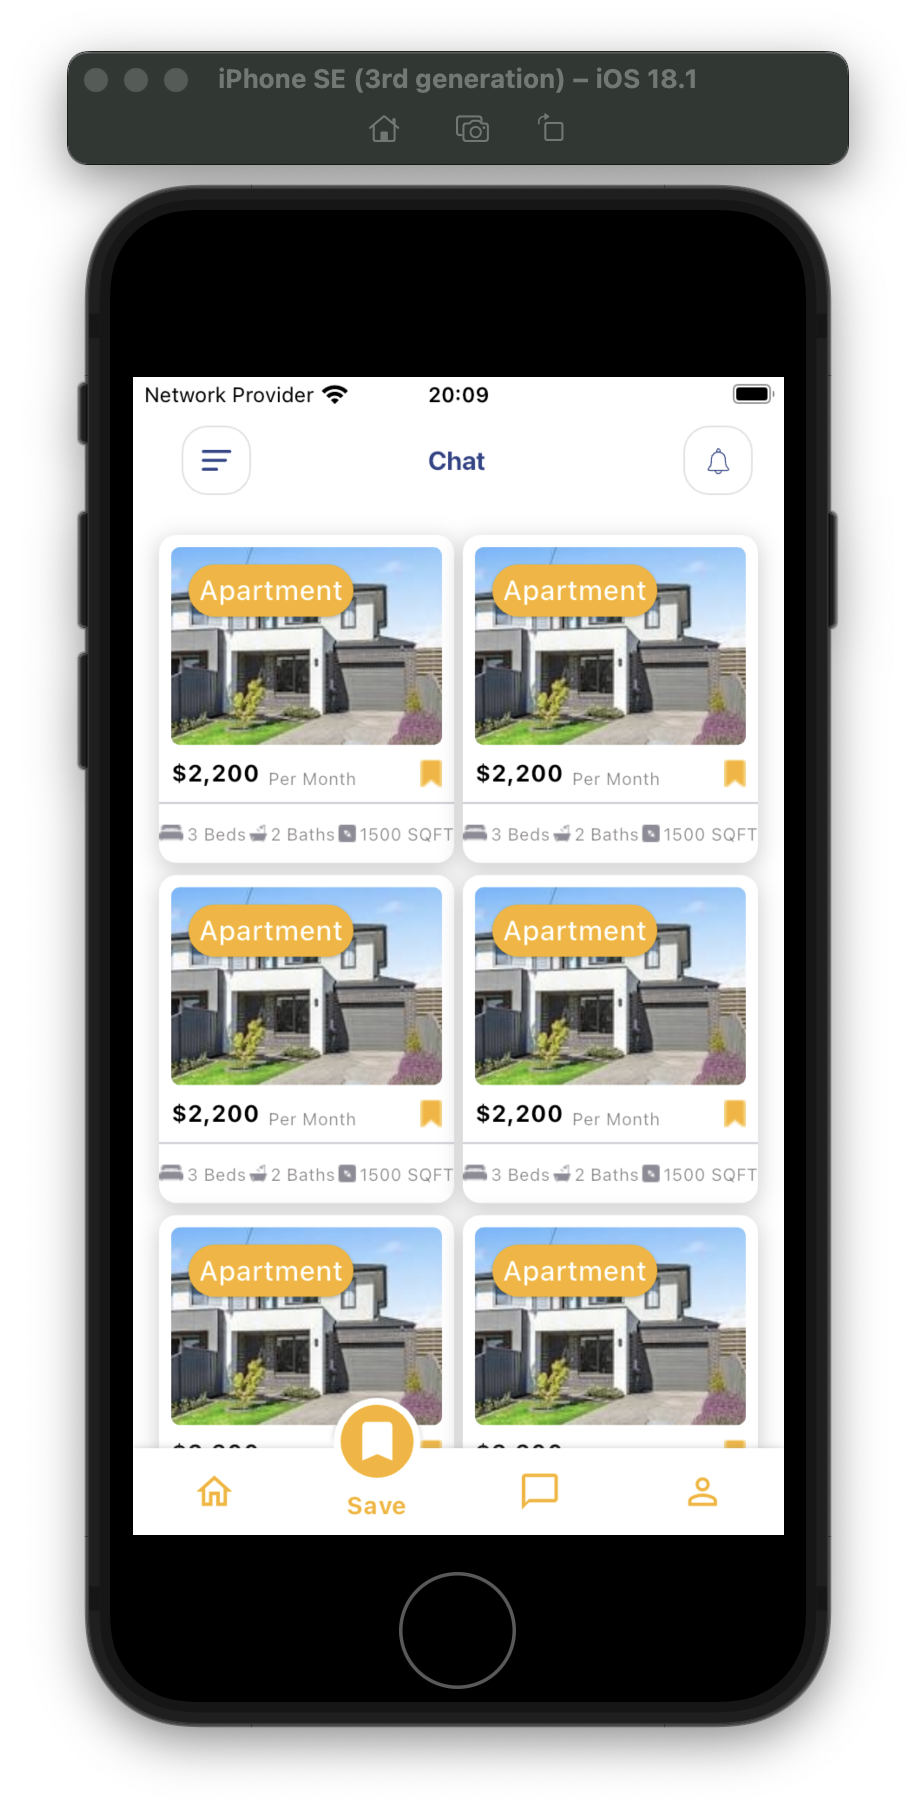 iPhone SE (3rd generation) – iOS 18.1
Network Provider 20:09
Chat
Apartment Apartment
$2,200 Per Month $2,200 Per Month
3 Beds 2 Baths 1500 SQFT 3 Beds 2 Baths 1500 SQFT
Apartment Apartment
$2,200 Per Month $2,200 Per Month
3 Beds 2 Baths 1500 SQFT 3 Beds 2 Baths 1500 SQFT
Apartment Apartment
Save